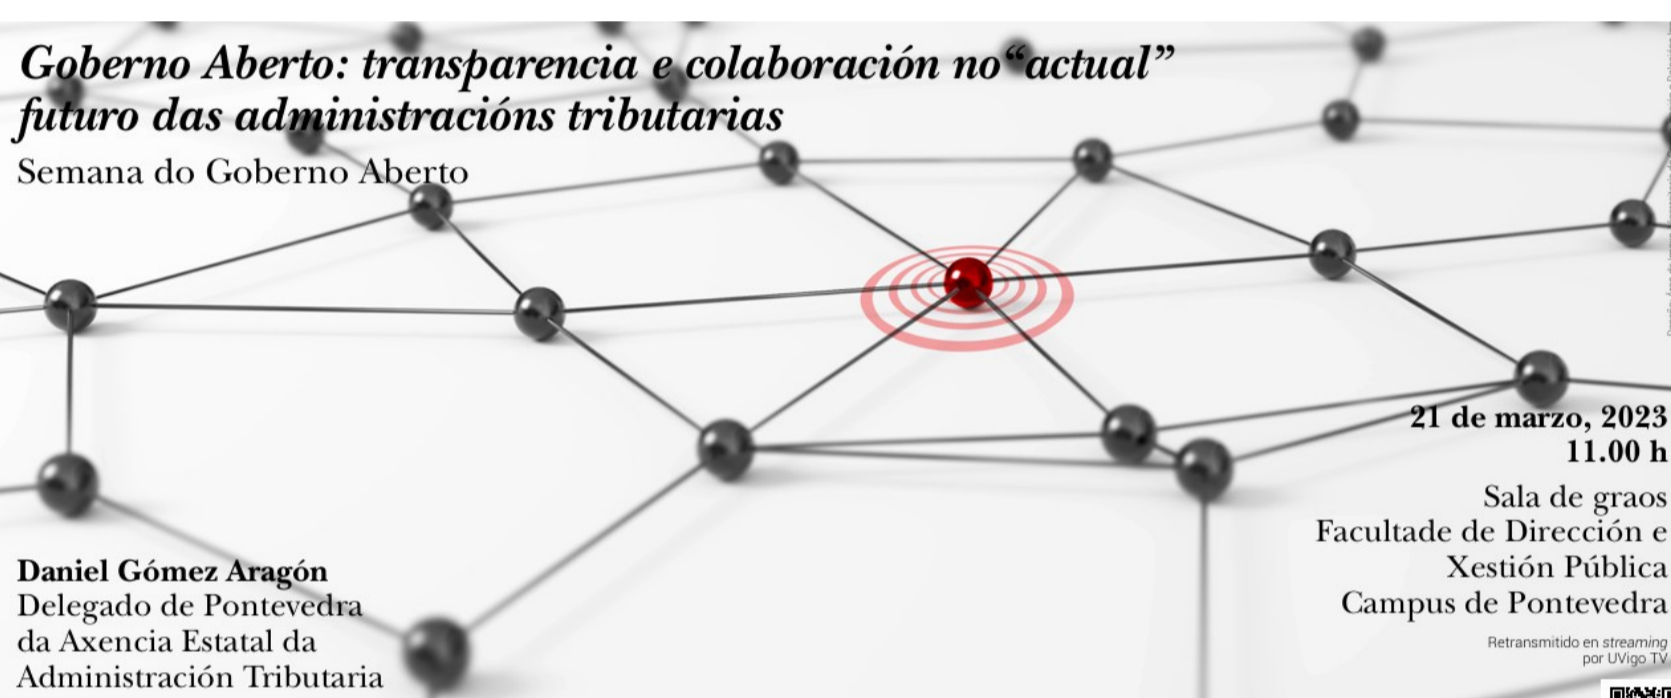 Goberno Aberto: transparencia e colaboración no “actual”
futuro das administracións tributarias
Semana do Goberno Aberto
21 de marzo, 2023
11.00 h
Sala de graos
Facultade de Dirección e
Xestión Pública
Campus de Pontevedra
Retransmitido en streaming
por UVigo TV
Daniel Gómez Aragón
Delegado de Pontevedra
da Axencia Estatal da
Administración Tributaria